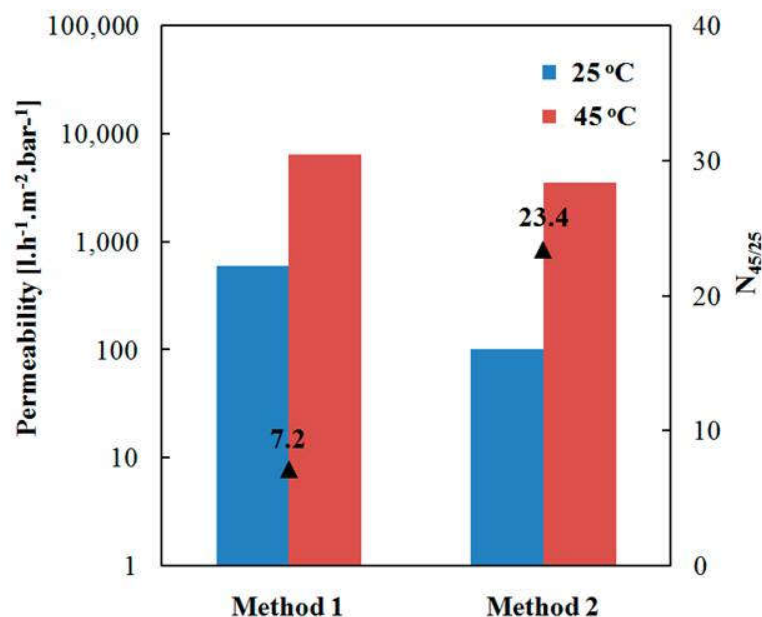 100,000
10,000
1,000
100
10
1
Permeability [l.h⁻¹.m⁻².bar⁻¹]
25 °C
45 °C
7.2
23.4
40
30
20
10
0
N₄₅/₂₅
Method 1
Method 2